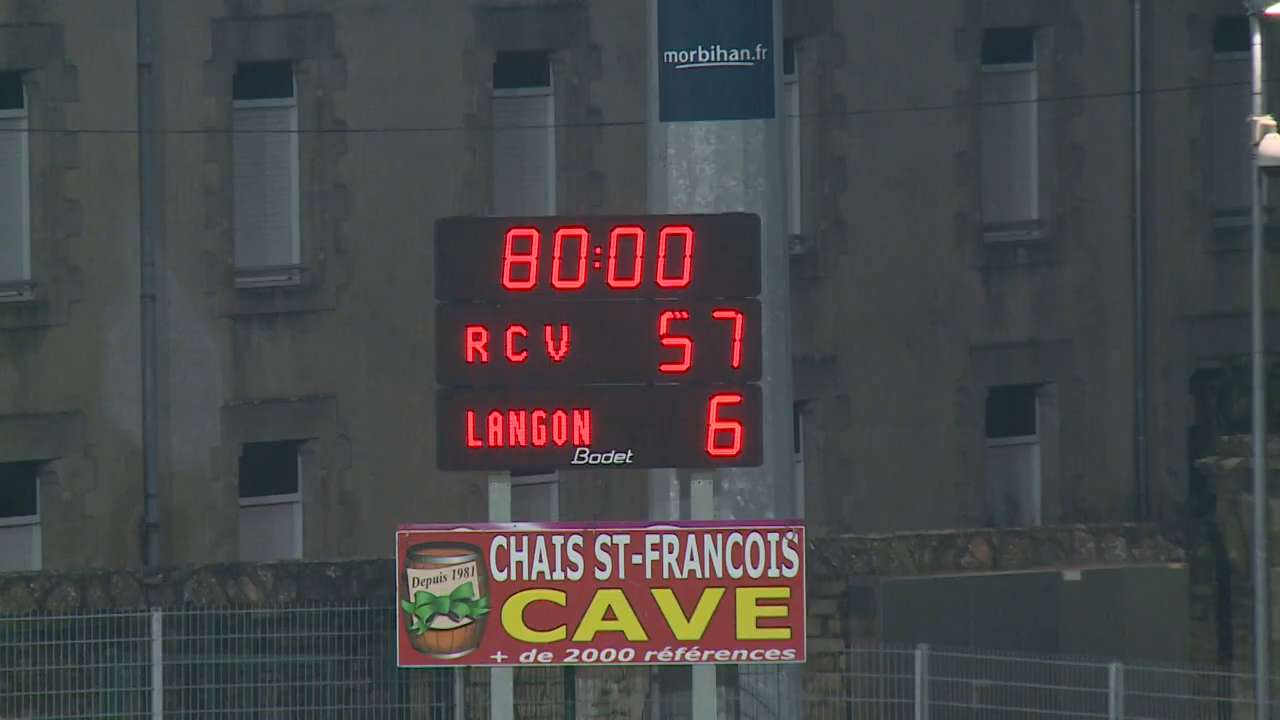 morbihan.fr
80:00
RCV 57
LANGON 6
Bodet
CHAIS ST-FRANCOIS
Depuis 1981
CAVE
+ de 2000 références